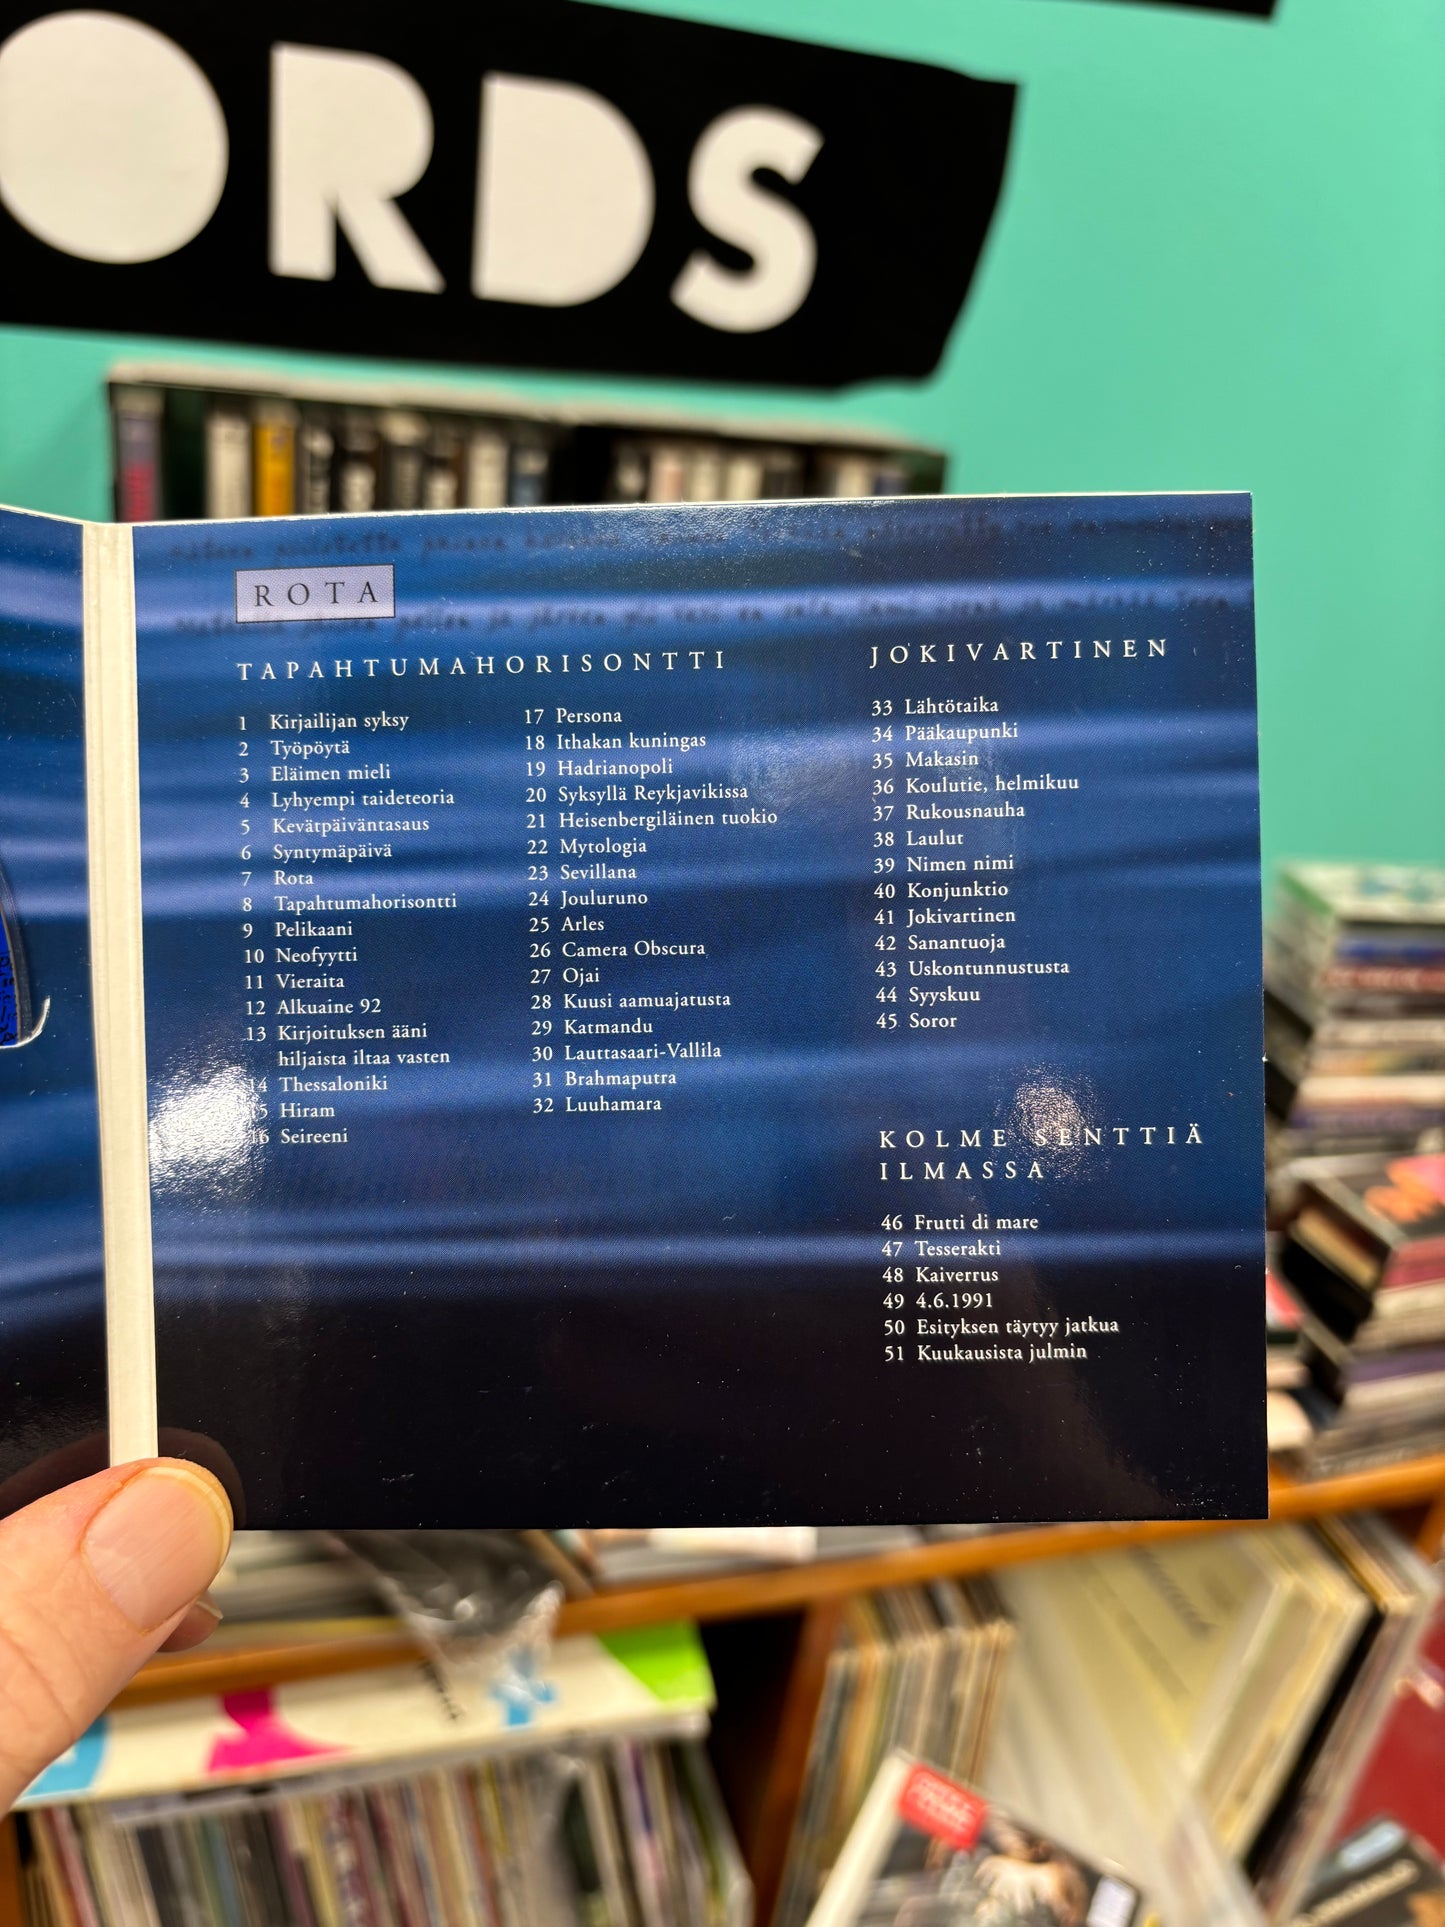 ORDS
ROTA
TAPAHTUMAHORISONTTI
1 Kirjailijan syksy
2 Työpöytä
3 Eläimen mieli
4 Lyhyempi taideteoria
5 Kevätpäiväntasaus
6 Syntymäpäivä
7 Rota
8 Tapahtumahorisontti
9 Pelikaani
10 Neofyytti
11 Vieraita
12 Alkuaine 92
13 Kirjoituksen ääni
hiljaista iltaa vasten
14 Thessaloniki
15 Hiram
16 Seireeni
17 Persona
18 Ithakan kuningas
19 Hadrianopoli
20 Syksyllä Reykjavikissa
21 Heisenbergiläinen tuokio
22 Mytologia
23 Sevillana
24 Jouluruno
25 Arles
26 Camera Obscura
27 Ojai
28 Kuusi aamuajatusta
29 Katmandu
30 Lauttasaari-Vallila
31 Brahmaputra
32 Luuhamara
JOKIVARTINEN
33 Lähtötaika
34 Pääkaupunki
35 Makasin
36 Koulutie, helmikuu
37 Rukousnauha
38 Laulut
39 Nimen nimi
40 Konjunktio
41 Jokivartinen
42 Sanantuoja
43 Uskontunnustusta
44 Syyskuu
45 Soror
KOLME SENTTIÄ
ILMASSA
46 Frutti di mare
47 Tesserakti
48 Kaiverrus
49 4.6.1991
50 Esityksen täytyy jatkua
51 Kuukausista julmin